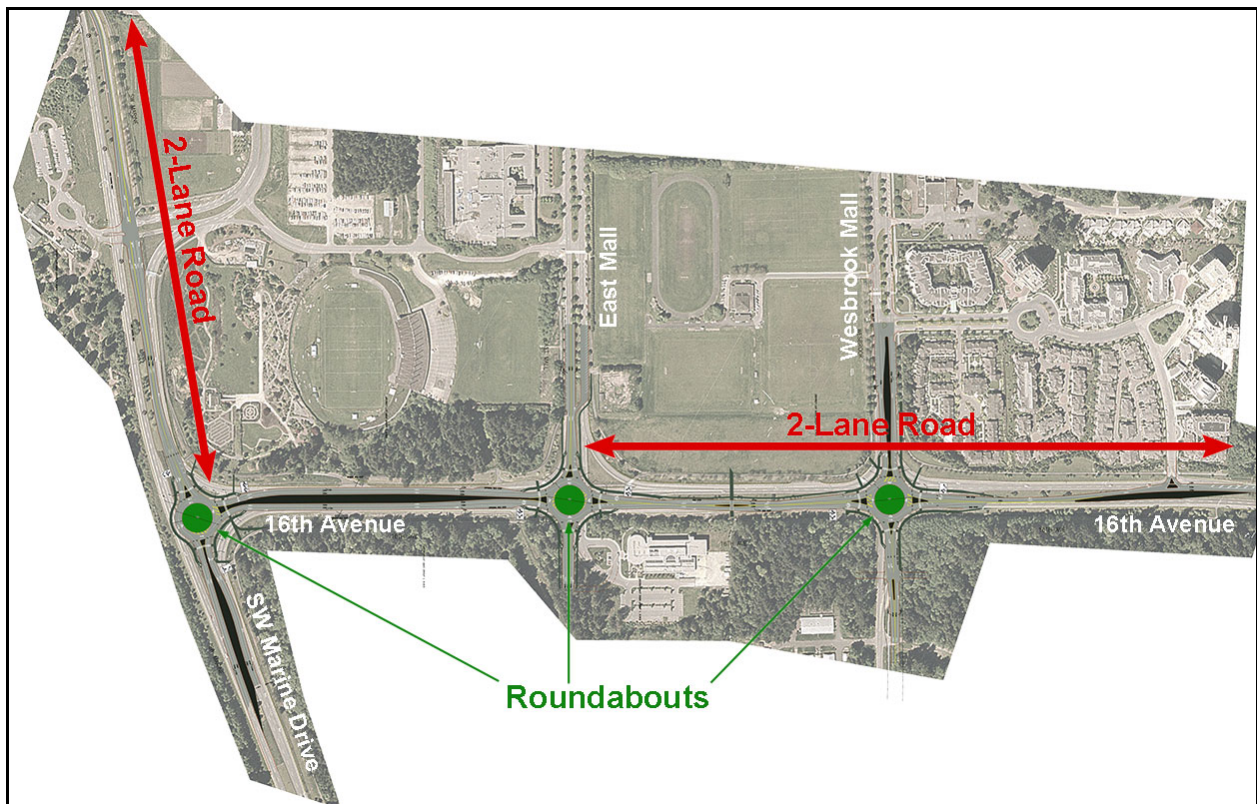 2-Lane Road
East Mall
Wesbrook Mall
2-Lane Road
16th Avenue
16th Avenue
SW Marine Drive
Roundabouts